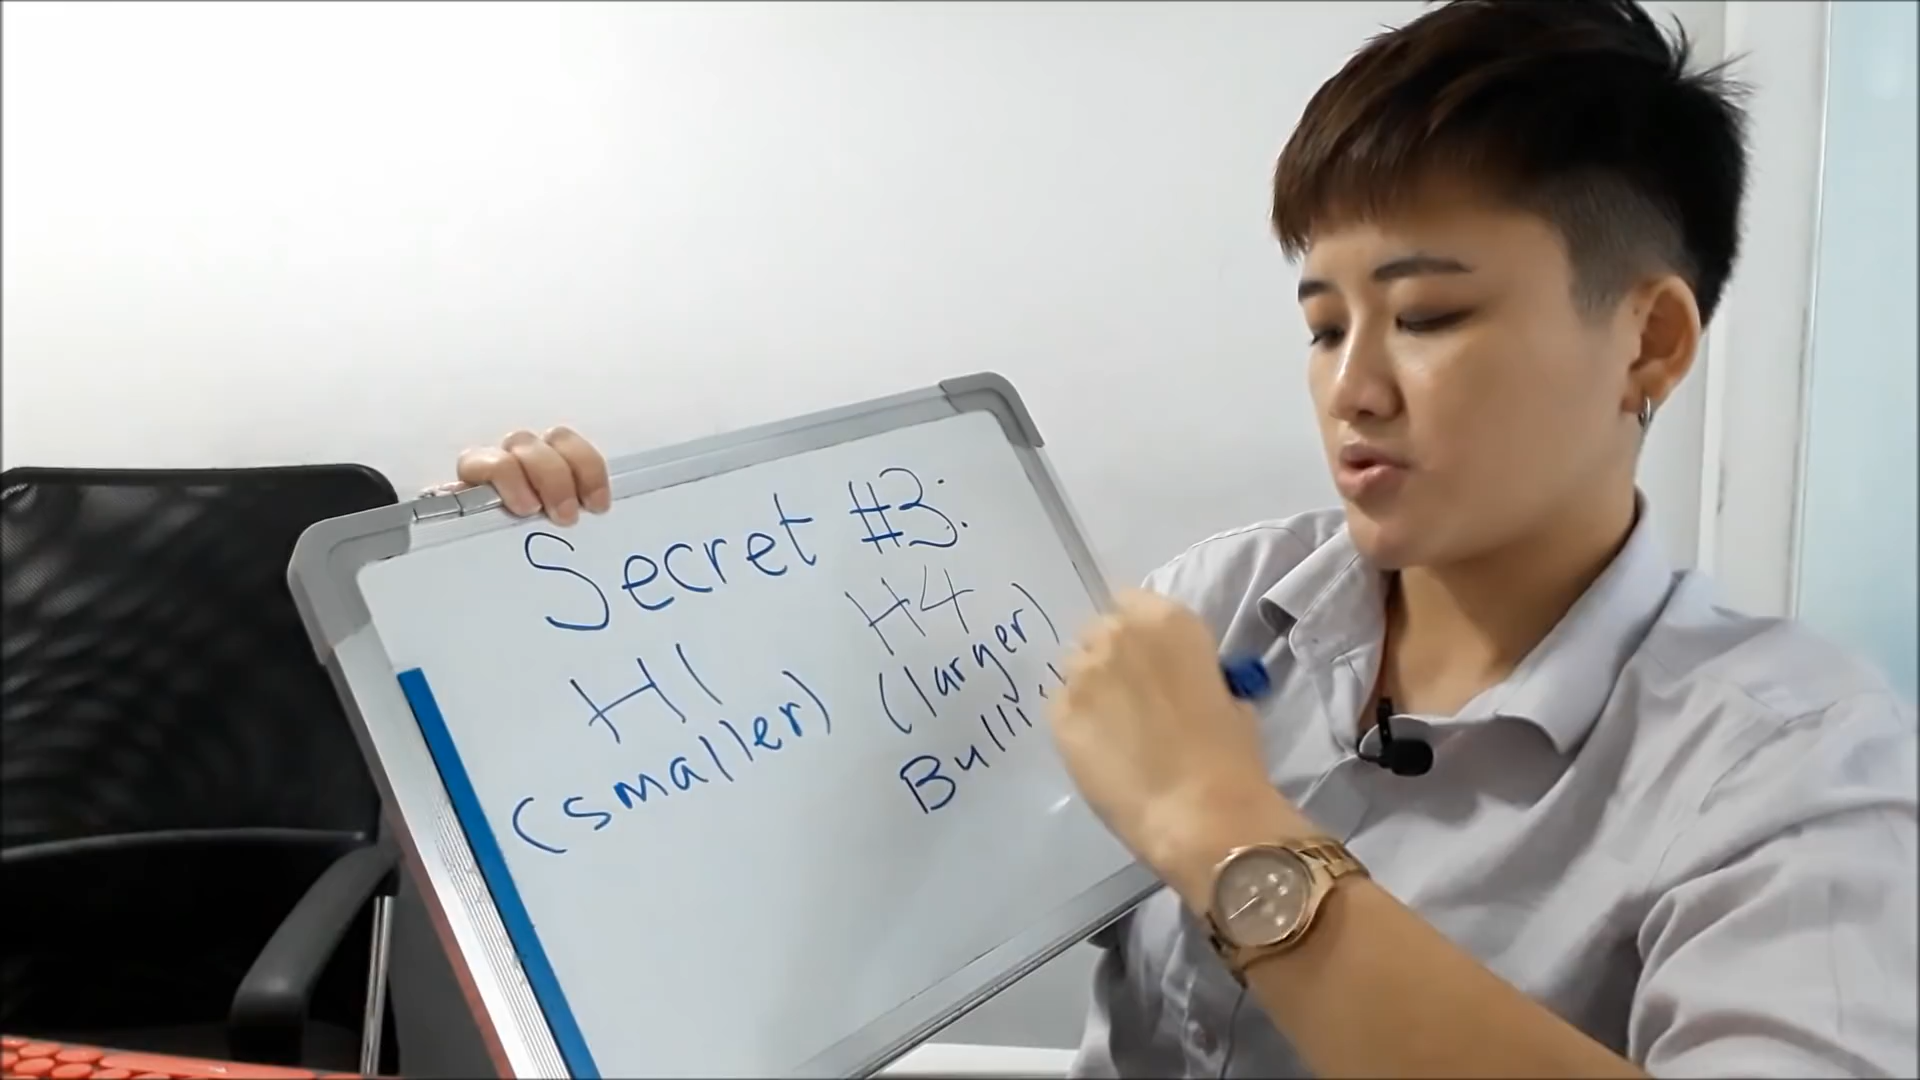 Secret #3:
H1 H4
(smaller) (larger)